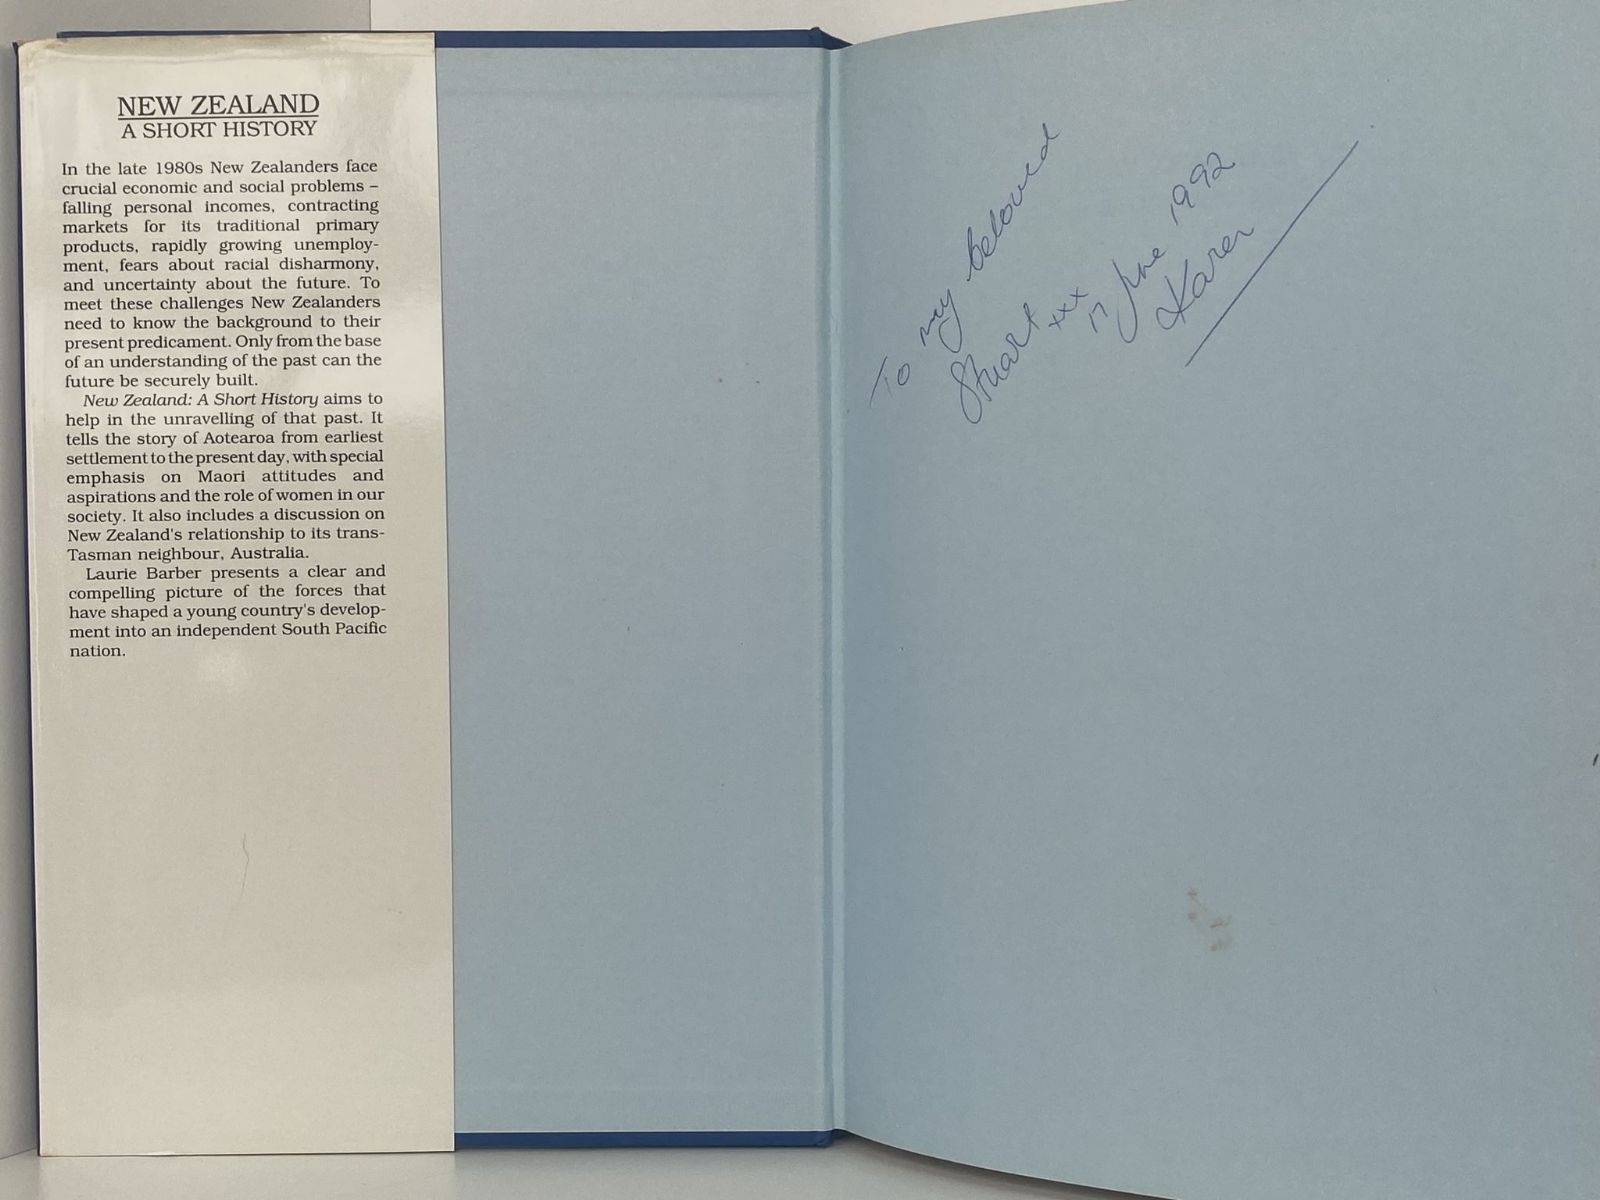 NEW ZEALAND
A SHORT HISTORY
In the late 1980s New Zealanders face
crucial economic and social problems –
falling personal incomes, contracting
markets for its traditional primary
products, rapidly growing unemploy-
ment, fears about racial disharmony,
and uncertainty about the future. To
meet these challenges New Zealanders
need to know the background to their
present predicament. Only from the base
of an understanding of the past can the
future be securely built.
New Zealand: A Short History aims to
help in the unravelling of that past. It
tells the story of Aotearoa from earliest
settlement to the present day, with special
emphasis on Maori attitudes and
aspirations and the role of women in our
society. It also includes a discussion on
New Zealand's relationship to its trans-
Tasman neighbour, Australia.
Laurie Barber presents a clear and
compelling picture of the forces that
have shaped a young country's develop-
ment into an independent South Pacific
nation.
To my beloved
Stuart xxx
17 June 1992
Karen